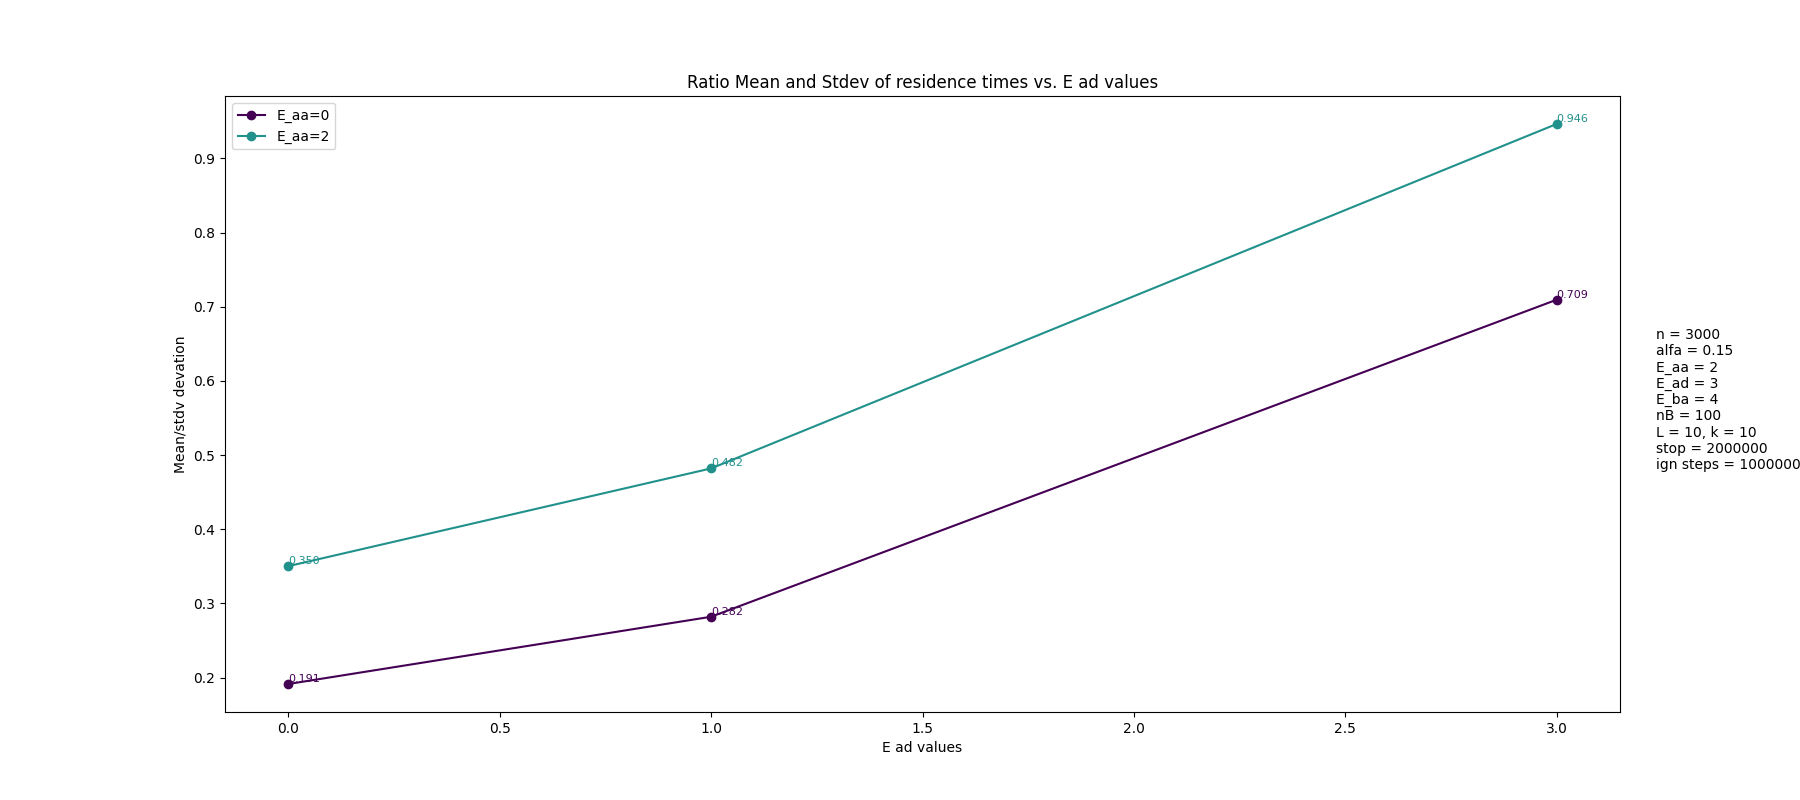 Ratio Mean and Stdev of residence times vs. E ad values
E_aa=0
E_aa=2
Mean/stdv devation
0.9
0.8
0.7
0.6
0.5
0.4
0.3
0.2
0.946
0.709
0.482
0.350
0.282
0.191
0.0
0.5
1.0
1.5
2.0
2.5
3.0
E ad values
n = 3000
alfa = 0.15
E_aa = 2
E_ad = 3
E_ba = 4
nB = 100
L = 10, k = 10
stop = 2000000
ign steps = 1000000